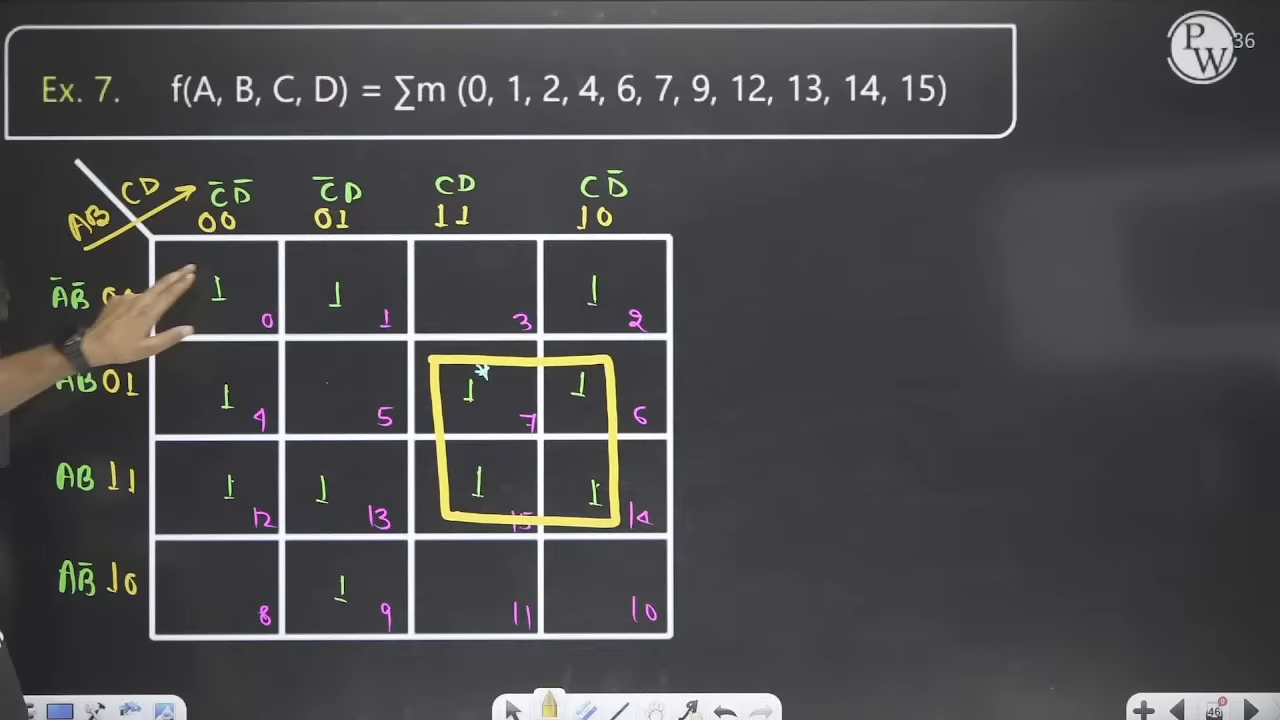 PW
36
Ex. 7. f(A, B, C, D) = ∑m (0, 1, 2, 4, 6, 7, 9, 12, 13, 14, 15)
CD
AB
C̅D̅ C̅D CD CD̅
00 01 11 10
A̅B̅
1 0 1 1 3 1 2
B 01
1 4 5 1* 7 1 6
AB 11
1 12 1 13 1 15 1 14
AB̅ 10
8 1 9 11 10
46